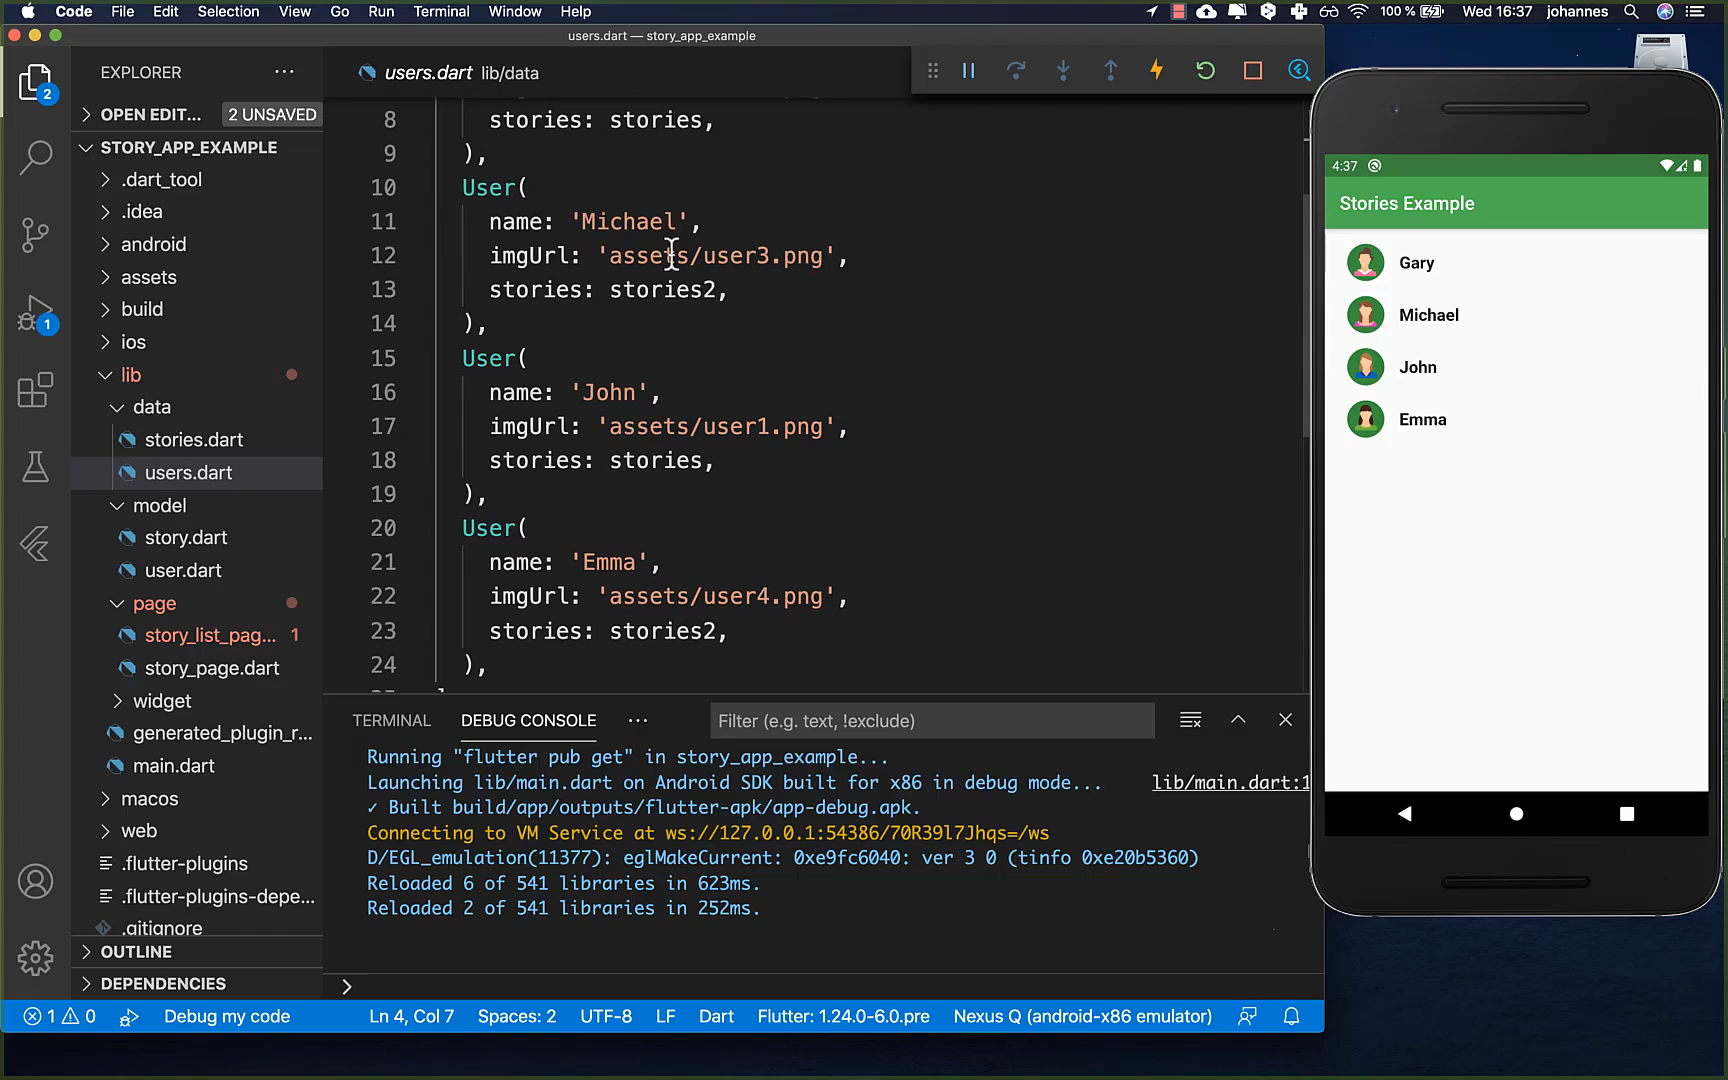 Code File Edit Selection View Go Run Terminal Window Help 100 % Wed 16:37 johannes
users.dart — story_app_example
EXPLORER
OPEN EDIT... 2 UNSAVED
STORY_APP_EXAMPLE
.dart_tool
.idea
android
assets
build
ios
lib
data
stories.dart
users.dart
model
story.dart
user.dart
page
story_list_pag... 1
story_page.dart
widget
generated_plugin_r...
main.dart
macos
web
.flutter-plugins
.flutter-plugins-depe...
.gitignore
OUTLINE
DEPENDENCIES
2
1
users.dart lib/data
8 stories: stories,
9 ),
10 User(
11 name: 'Michael',
12 imgUrl: 'assets/user3.png',
13 stories: stories2,
14 ),
15 User(
16 name: 'John',
17 imgUrl: 'assets/user1.png',
18 stories: stories,
19 ),
20 User(
21 name: 'Emma',
22 imgUrl: 'assets/user4.png',
23 stories: stories2,
24 ),
TERMINAL DEBUG CONSOLE Filter (e.g. text, !exclude)
Running "flutter pub get" in story_app_example...
Launching lib/main.dart on Android SDK built for x86 in debug mode... lib/main.dart:1
✓ Built build/app/outputs/flutter-apk/app-debug.apk.
Connecting to VM Service at ws://127.0.0.1:54386/70R39l7Jhqs=/ws
D/EGL_emulation(11377): eglMakeCurrent: 0xe9fc6040: ver 3 0 (tinfo 0xe20b5360)
Reloaded 6 of 541 libraries in 623ms.
Reloaded 2 of 541 libraries in 252ms.
1 0 Debug my code Ln 4, Col 7 Spaces: 2 UTF-8 LF Dart Flutter: 1.24.0-6.0.pre Nexus Q (android-x86 emulator)
4:37
Stories Example
Gary
Michael
John
Emma